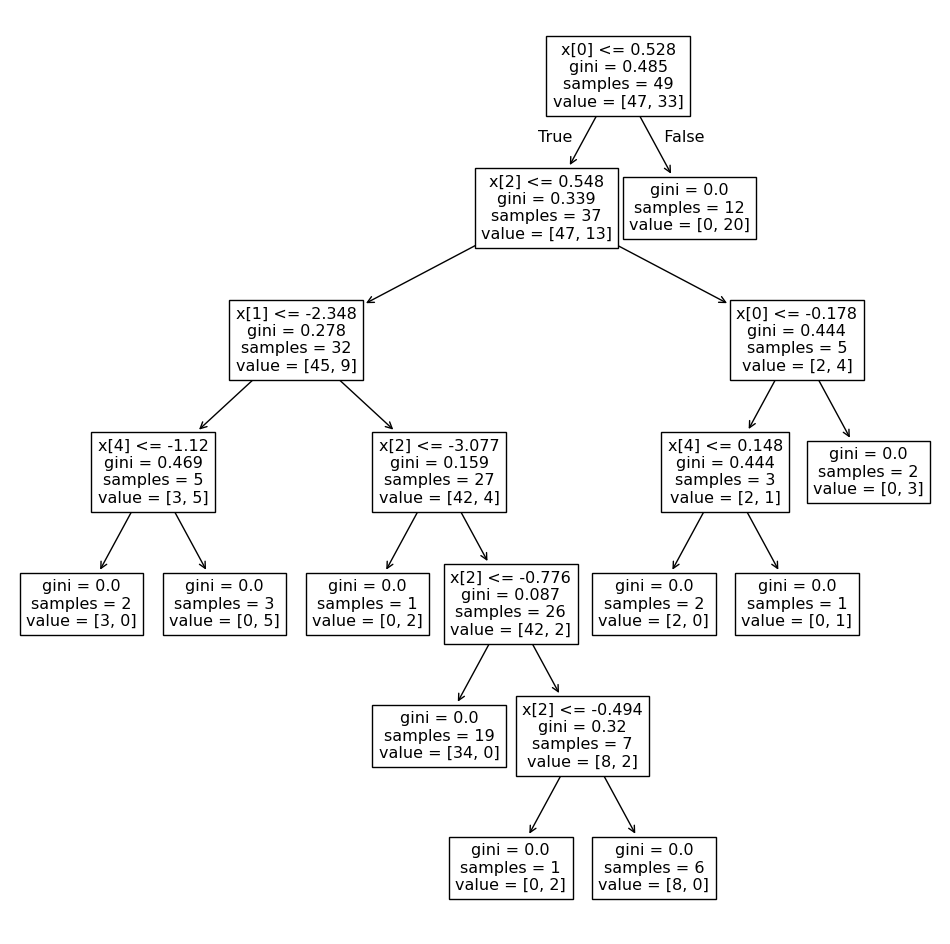 x[0] <= 0.528
gini = 0.485
samples = 49
value = [47, 33]
True
False
x[2] <= 0.548
gini = 0.339
samples = 37
value = [47, 13]
gini = 0.0
samples = 12
value = [0, 20]
x[1] <= -2.348
gini = 0.278
samples = 32
value = [45, 9]
x[0] <= -0.178
gini = 0.444
samples = 5
value = [2, 4]
x[4] <= -1.12
gini = 0.469
samples = 5
value = [3, 5]
x[2] <= -3.077
gini = 0.159
samples = 27
value = [42, 4]
x[4] <= 0.148
gini = 0.444
samples = 3
value = [2, 1]
gini = 0.0
samples = 2
value = [0, 3]
gini = 0.0
samples = 2
value = [3, 0]
gini = 0.0
samples = 3
value = [0, 5]
gini = 0.0
samples = 1
value = [0, 2]
x[2] <= -0.776
gini = 0.087
samples = 26
value = [42, 2]
gini = 0.0
samples = 2
value = [2, 0]
gini = 0.0
samples = 1
value = [0, 1]
gini = 0.0
samples = 19
value = [34, 0]
x[2] <= -0.494
gini = 0.32
samples = 7
value = [8, 2]
gini = 0.0
samples = 1
value = [0, 2]
gini = 0.0
samples = 6
value = [8, 0]